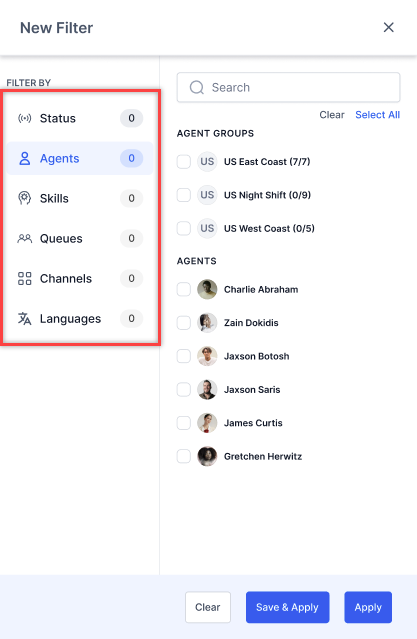 New Filter
FILTER BY
Status 0
Agents 0
Skills 0
Queues 0
Channels 0
Languages 0
Search
Clear Select All
AGENT GROUPS
US US East Coast (7/7)
US US Night Shift (0/9)
US US West Coast (0/5)
AGENTS
Charlie Abraham
Zain Dokidis
Jaxson Botosh
Jaxson Saris
James Curtis
Gretchen Herwitz
Clear Save & Apply Apply